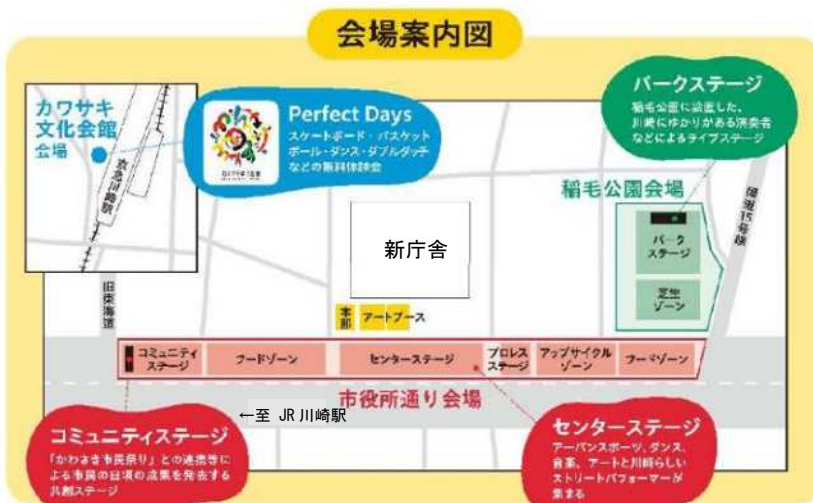 会場案内図
カワサキ
文化会館
会場
京急川崎駅
Perfect Days
スケートボード・バスケット
ボール・ダンス・ダブルダッチ
などの無料体験会
パークステージ
稲毛公園に設置した、
川崎にゆかりがある演奏者
などによるライブステージ
稲毛公園会場
国道15号線
パーク
ステージ
芝生
ゾーン
新庁舎
旧東海道
本部
アートブース
コミュニティ
ステージ
フードゾーン
センターステージ
プロレス
ステージ
アップサイクル
ゾーン
フードゾーン
市役所通り会場
←至 JR川崎駅
コミュニティステージ
「かわさき市民祭り」との連携等に
よる市民の日頃の成果を発表する
共創ステージ
センターステージ
アーバンスポーツ、ダンス、
音楽、アートと川崎らしい
ストリートパフォーマーが
集まる